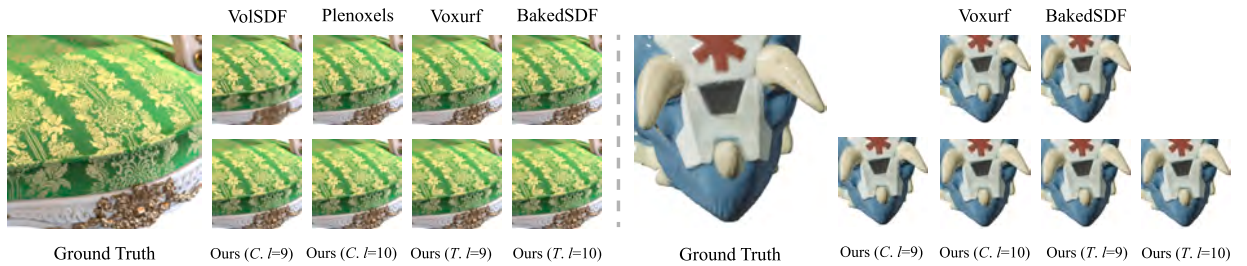 VolSDF Plenoxels Voxurf BakedSDF
Ground Truth Ours (C. l=9) Ours (C. l=10) Ours (T. l=9) Ours (T. l=10)
Voxurf BakedSDF
Ground Truth Ours (C. l=9) Ours (C. l=10) Ours (T. l=9) Ours (T. l=10)